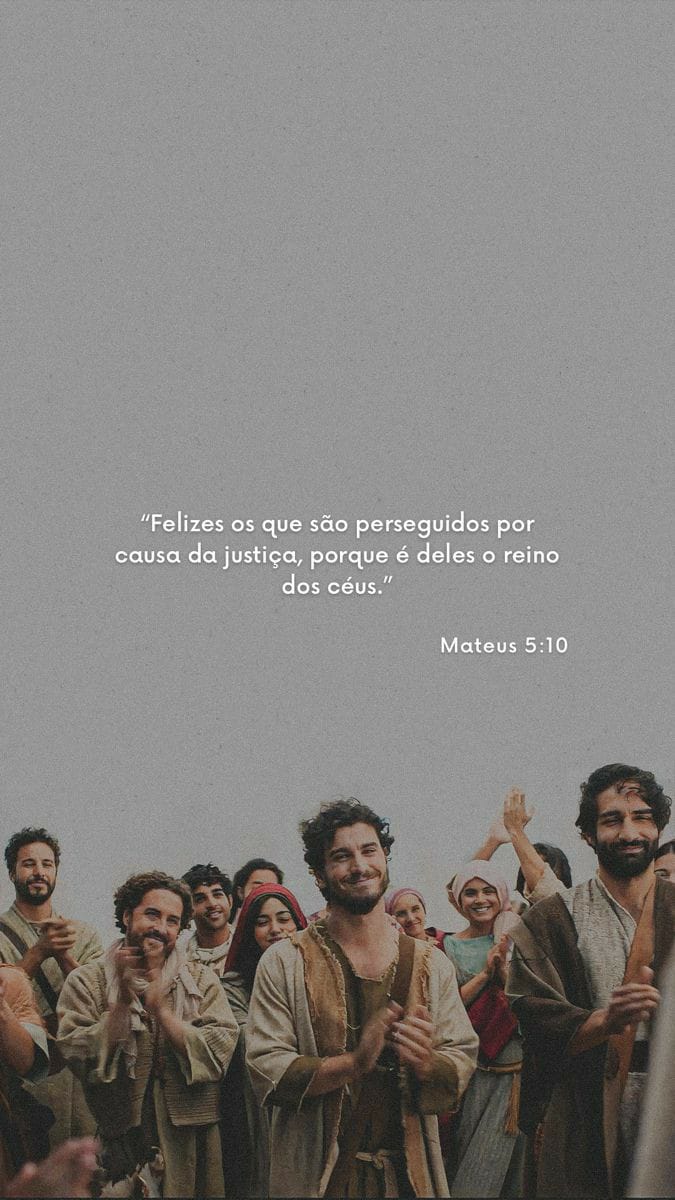 “Felizes os que são perseguidos por
causa da justiça, porque é deles o reino
dos céus.”
Mateus 5:10